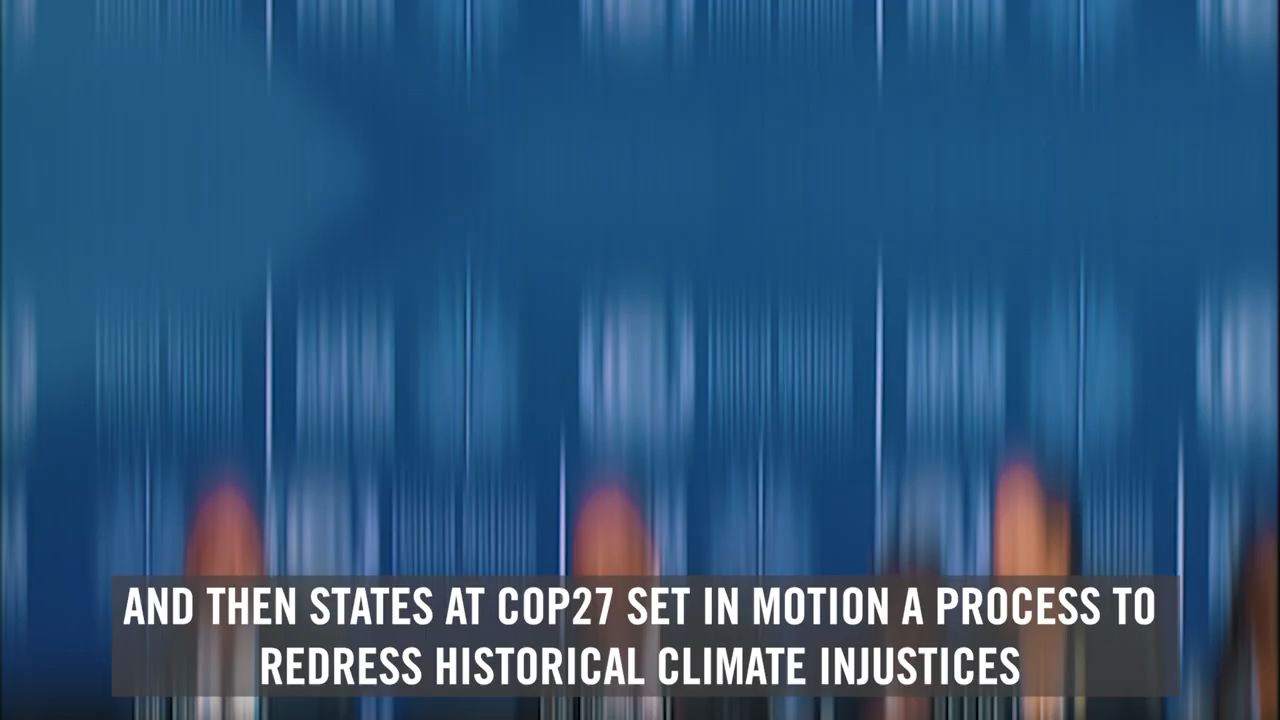 AND THEN STATES AT COP27 SET IN MOTION A PROCESS TO
REDRESS HISTORICAL CLIMATE INJUSTICES